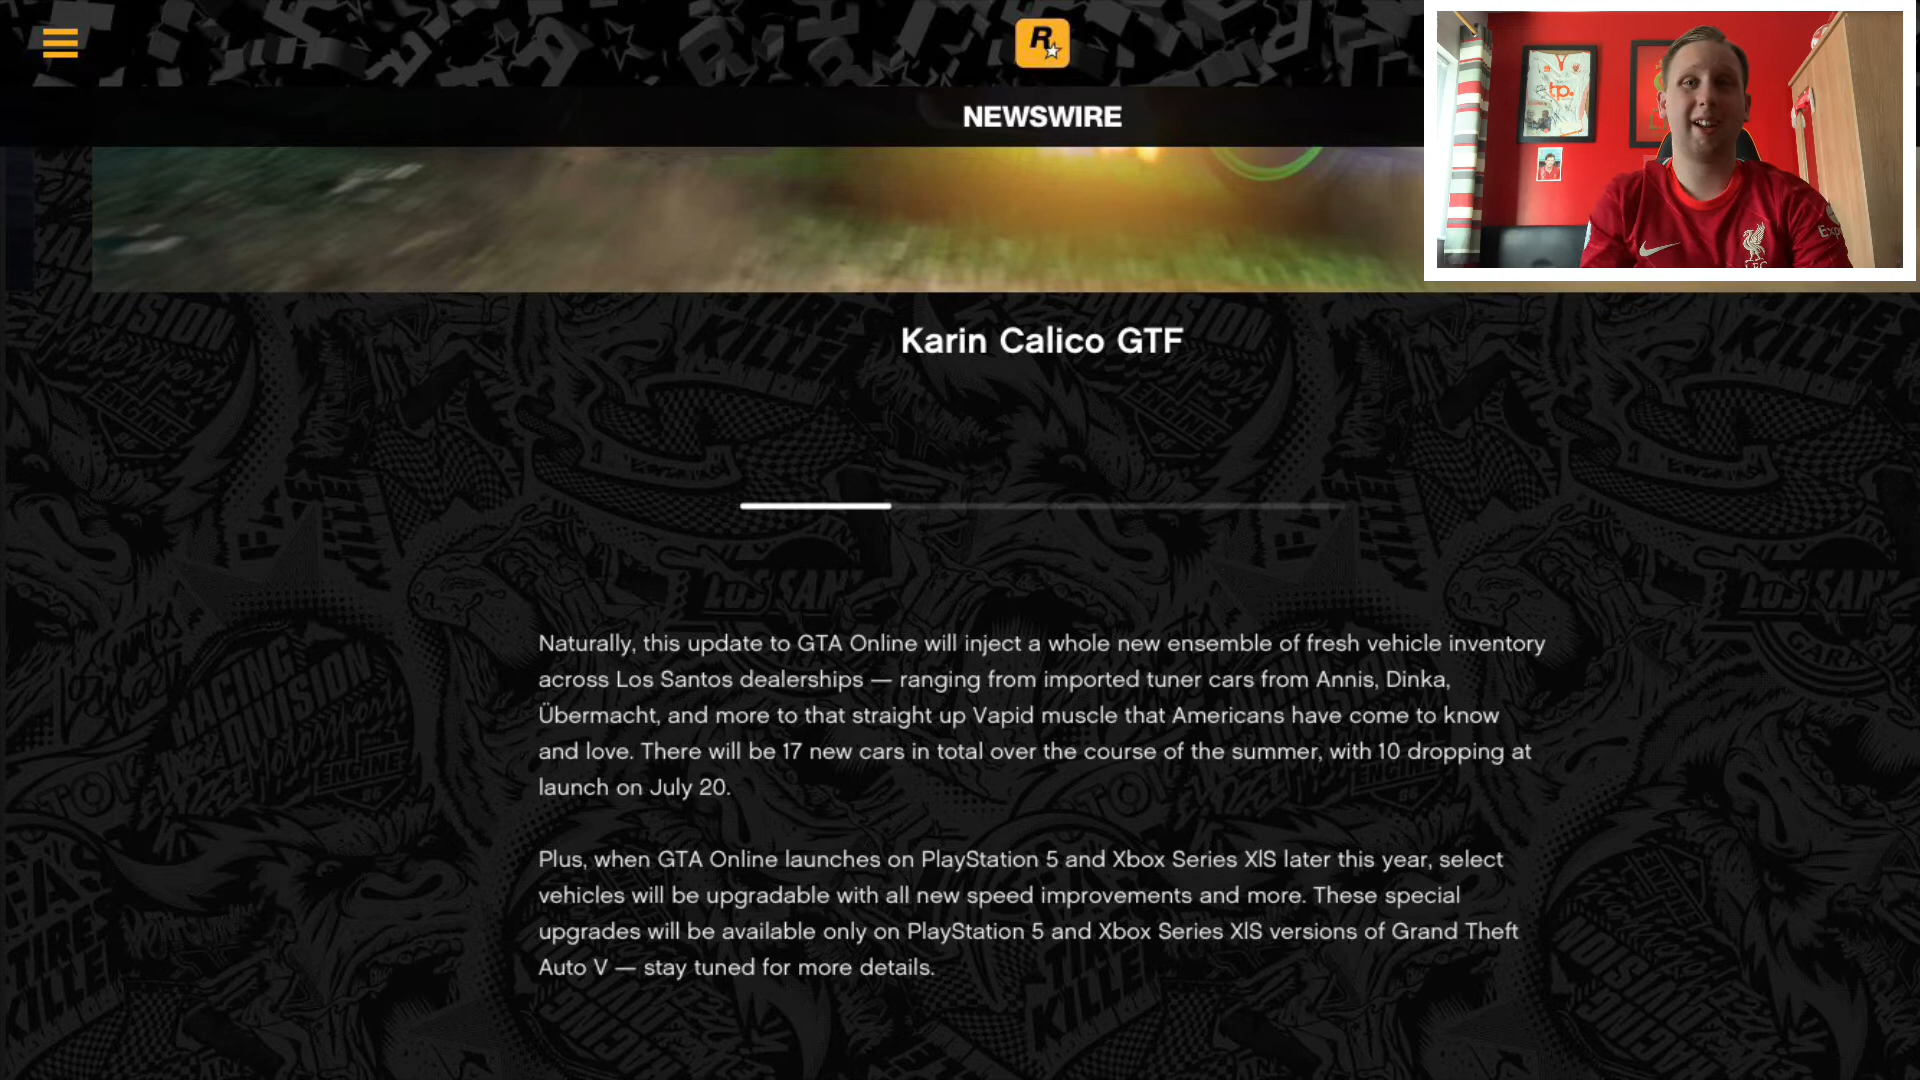 R
NEWSWIRE
tp.
Expe
LFC
Karin Calico GTF
Naturally, this update to GTA Online will inject a whole new ensemble of fresh vehicle inventory
across Los Santos dealerships — ranging from imported tuner cars from Annis, Dinka,
Übermacht, and more to that straight up Vapid muscle that Americans have come to know
and love. There will be 17 new cars in total over the course of the summer, with 10 dropping at
launch on July 20.
Plus, when GTA Online launches on PlayStation 5 and Xbox Series X|S later this year, select
vehicles will be upgradable with all new speed improvements and more. These special
upgrades will be available only on PlayStation 5 and Xbox Series X|S versions of Grand Theft
Auto V — stay tuned for more details.